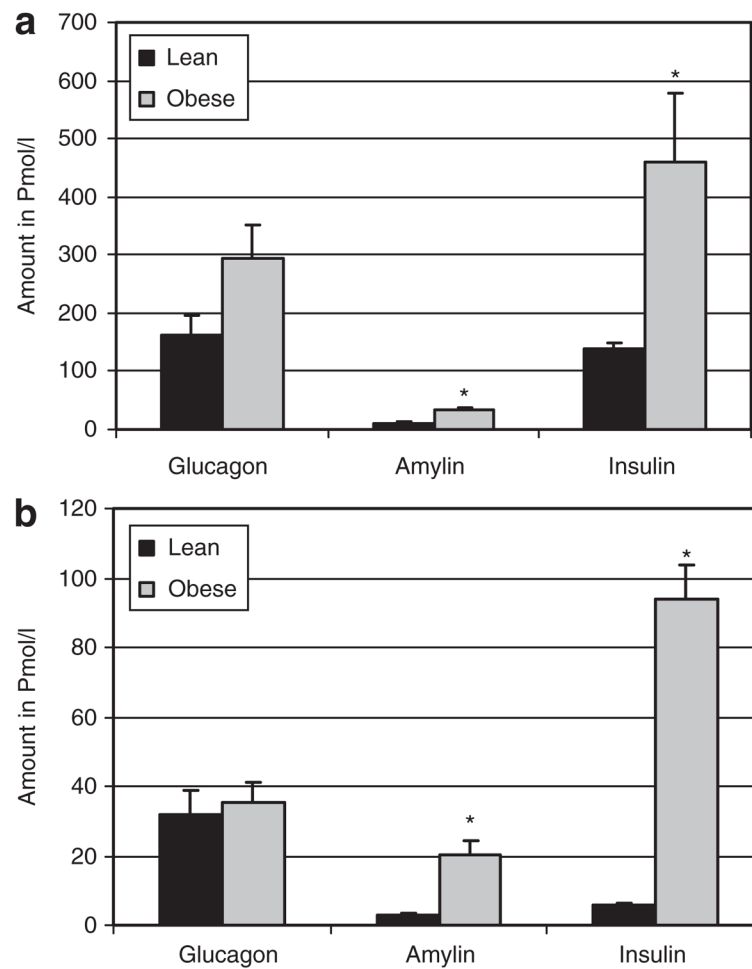 a
700
600
500
400
300
200
100
0
Amount in Pmol/l
Lean
Obese
*
*
Glucagon Amylin Insulin
b
120
100
80
60
40
20
0
Amount in Pmol/l
Lean
Obese
*
*
Glucagon Amylin Insulin